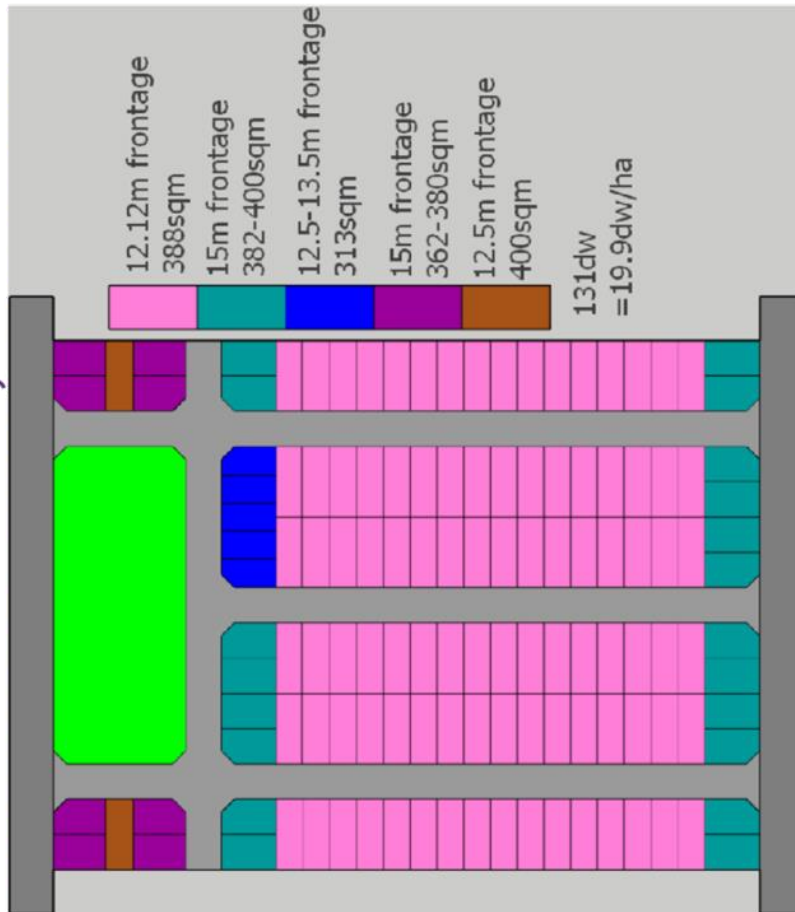 12.12m frontage
388sqm
15m frontage
382-400sqm
12.5-13.5m frontage
313sqm
15m frontage
362-380sqm
12.5m frontage
400sqm
131dw
=19.9dw/ha